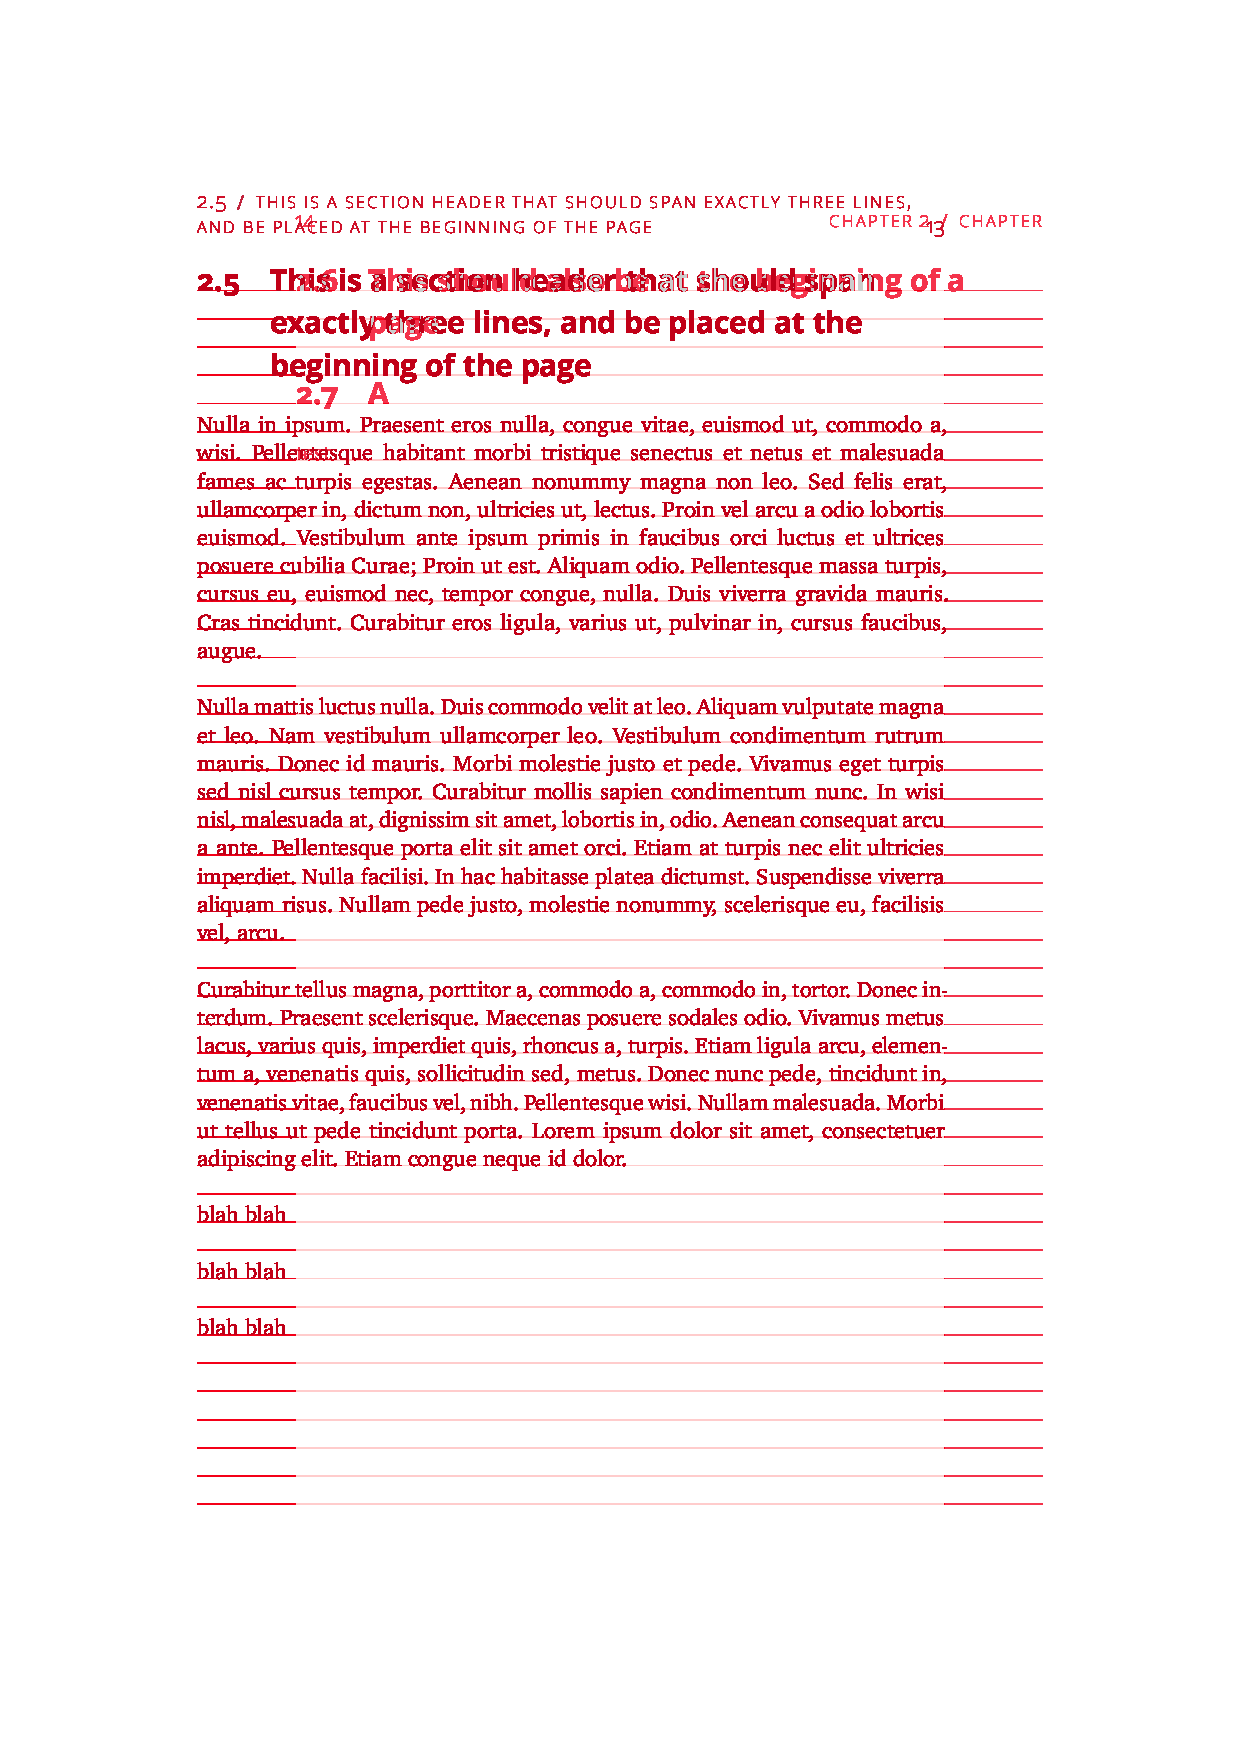 2.5 / THIS IS A SECTION HEADER THAT SHOULD SPAN EXACTLY THREE LINES,
AND BE PLACED AT THE BEGINNING OF THE PAGE
14
CHAPTER 2 / CHAPTER
13
2.5 This is a section header that should span
exactly three lines, and be placed at the
beginning of the page
2.6 This should also be at the beginning of a
page
2.7 A
Nulla in ipsum. Praesent eros nulla, congue vitae, euismod ut, commodo a,
wisi. Pellentesque habitant morbi tristique senectus et netus et malesuada
fames ac turpis egestas. Aenean nonummy magna non leo. Sed felis erat,
ullamcorper in, dictum non, ultricies ut, lectus. Proin vel arcu a odio lobortis
euismod. Vestibulum ante ipsum primis in faucibus orci luctus et ultrices
posuere cubilia Curae; Proin ut est. Aliquam odio. Pellentesque massa turpis,
cursus eu, euismod nec, tempor congue, nulla. Duis viverra gravida mauris.
Cras tincidunt. Curabitur eros ligula, varius ut, pulvinar in, cursus faucibus,
augue.
Nulla mattis luctus nulla. Duis commodo velit at leo. Aliquam vulputate magna
et leo. Nam vestibulum ullamcorper leo. Vestibulum condimentum rutrum
mauris. Donec id mauris. Morbi molestie justo et pede. Vivamus eget turpis
sed nisl cursus tempor. Curabitur mollis sapien condimentum nunc. In wisi
nisl, malesuada at, dignissim sit amet, lobortis in, odio. Aenean consequat arcu
a ante. Pellentesque porta elit sit amet orci. Etiam at turpis nec elit ultricies
imperdiet. Nulla facilisi. In hac habitasse platea dictumst. Suspendisse viverra
aliquam risus. Nullam pede justo, molestie nonummy, scelerisque eu, facilisis
vel, arcu.
Curabitur tellus magna, porttitor a, commodo a, commodo in, tortor. Donec in-
terdum. Praesent scelerisque. Maecenas posuere sodales odio. Vivamus metus
lacus, varius quis, imperdiet quis, rhoncus a, turpis. Etiam ligula arcu, elemen-
tum a, venenatis quis, sollicitudin sed, metus. Donec nunc pede, tincidunt in,
venenatis vitae, faucibus vel, nibh. Pellentesque wisi. Nullam malesuada. Morbi
ut tellus ut pede tincidunt porta. Lorem ipsum dolor sit amet, consectetuer
adipiscing elit. Etiam congue neque id dolor.
blah blah
blah blah
blah blah